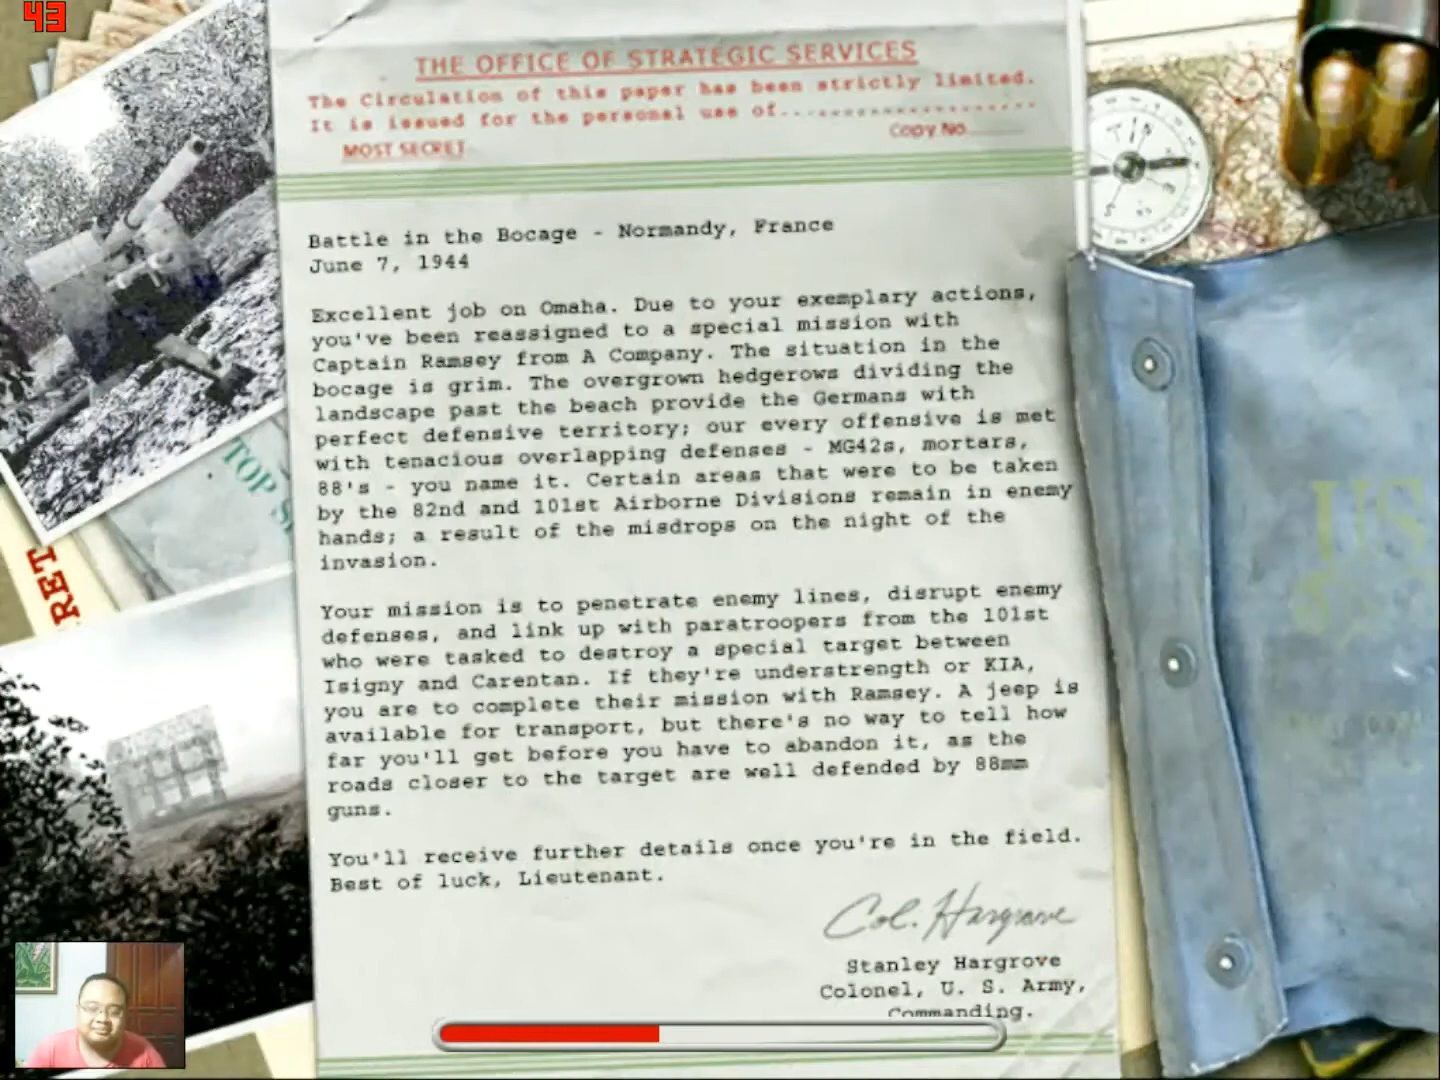 43
THE OFFICE OF STRATEGIC SERVICES
The Circulation of this paper has been strictly limited.
It is issued for the personal use of....................
Copy No
MOST SECRET
Battle in the Bocage - Normandy, France
June 7, 1944
Excellent job on Omaha. Due to your exemplary actions,
you've been reassigned to a special mission with
Captain Ramsey from A Company. The situation in the
bocage is grim. The overgrown hedgerows dividing the
landscape past the beach provide the Germans with
perfect defensive territory; our every offensive is met
with tenacious overlapping defenses - MG42s, mortars,
88's - you name it. Certain areas that were to be taken
by the 82nd and 101st Airborne Divisions remain in enemy
hands; a result of the misdrops on the night of the
invasion.
Your mission is to penetrate enemy lines, disrupt enemy
defenses, and link up with paratroopers from the 101st
who were tasked to destroy a special target between
Isigny and Carentan. If they're understrength or KIA,
you are to complete their mission with Ramsey. A jeep is
available for transport, but there's no way to tell how
far you'll get before you have to abandon it, as the
roads closer to the target are well defended by 88mm
guns.
You'll receive further details once you're in the field.
Best of luck, Lieutenant.
Col. Hargrove
Stanley Hargrove
Colonel, U. S. Army,
Commanding.
TOP S
RET
US